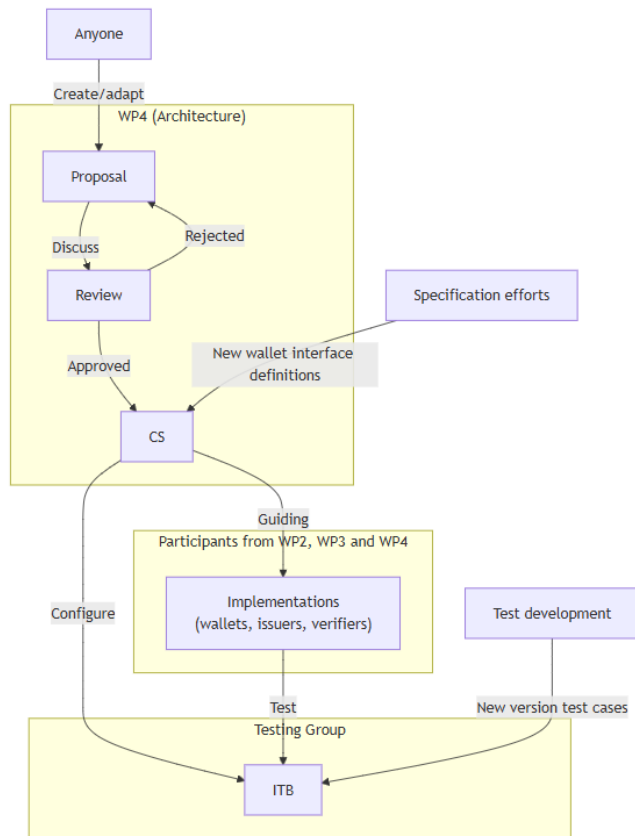 Anyone
Create/adapt
WP4 (Architecture)
Proposal
Discuss
Rejected
Review
Specification efforts
Approved
New wallet interface
definitions
CS
Guiding
Participants from WP2, WP3 and WP4
Implementations
(wallets, issuers, verifiers)
Configure
Test development
Test
New version test cases
Testing Group
ITB